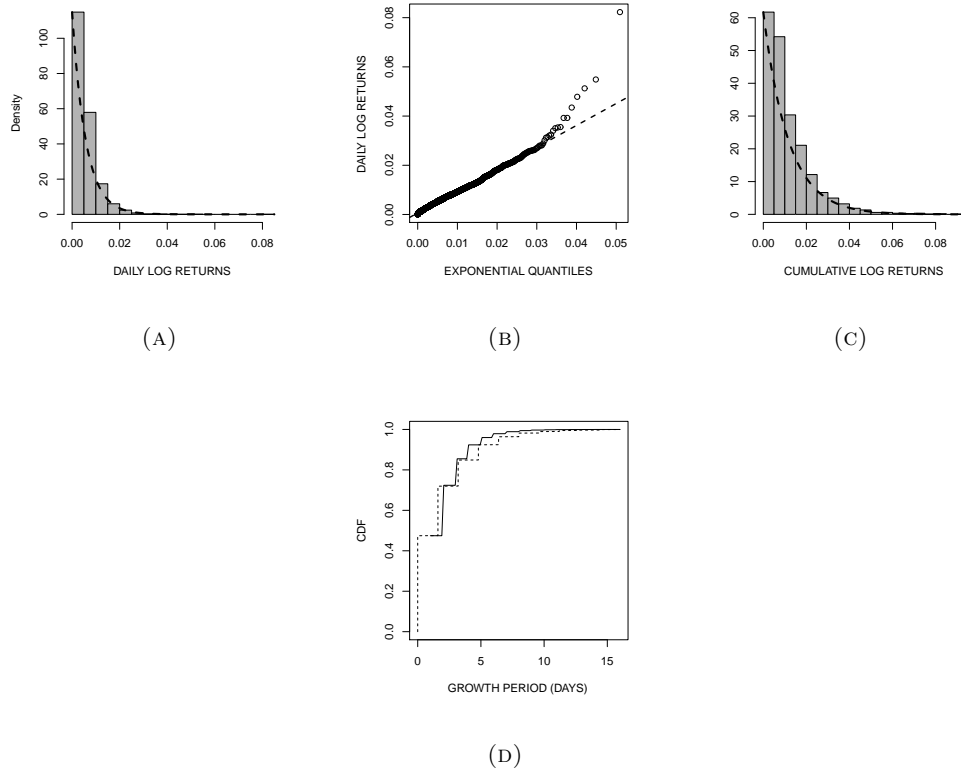 Density
0 20 40 60 80 100
0.00 0.02 0.04 0.06 0.08
DAILY LOG RETURNS
(A)
DAILY LOG RETURNS
0.00 0.02 0.04 0.06 0.08
0.00 0.01 0.02 0.03 0.04 0.05
EXPONENTIAL QUANTILES
(B)
0 10 20 30 40 50 60
0.00 0.02 0.04 0.06 0.08
CUMULATIVE LOG RETURNS
(C)
CDF
0.0 0.2 0.4 0.6 0.8 1.0
0 5 10 15
GROWTH PERIOD (DAYS)
(D)